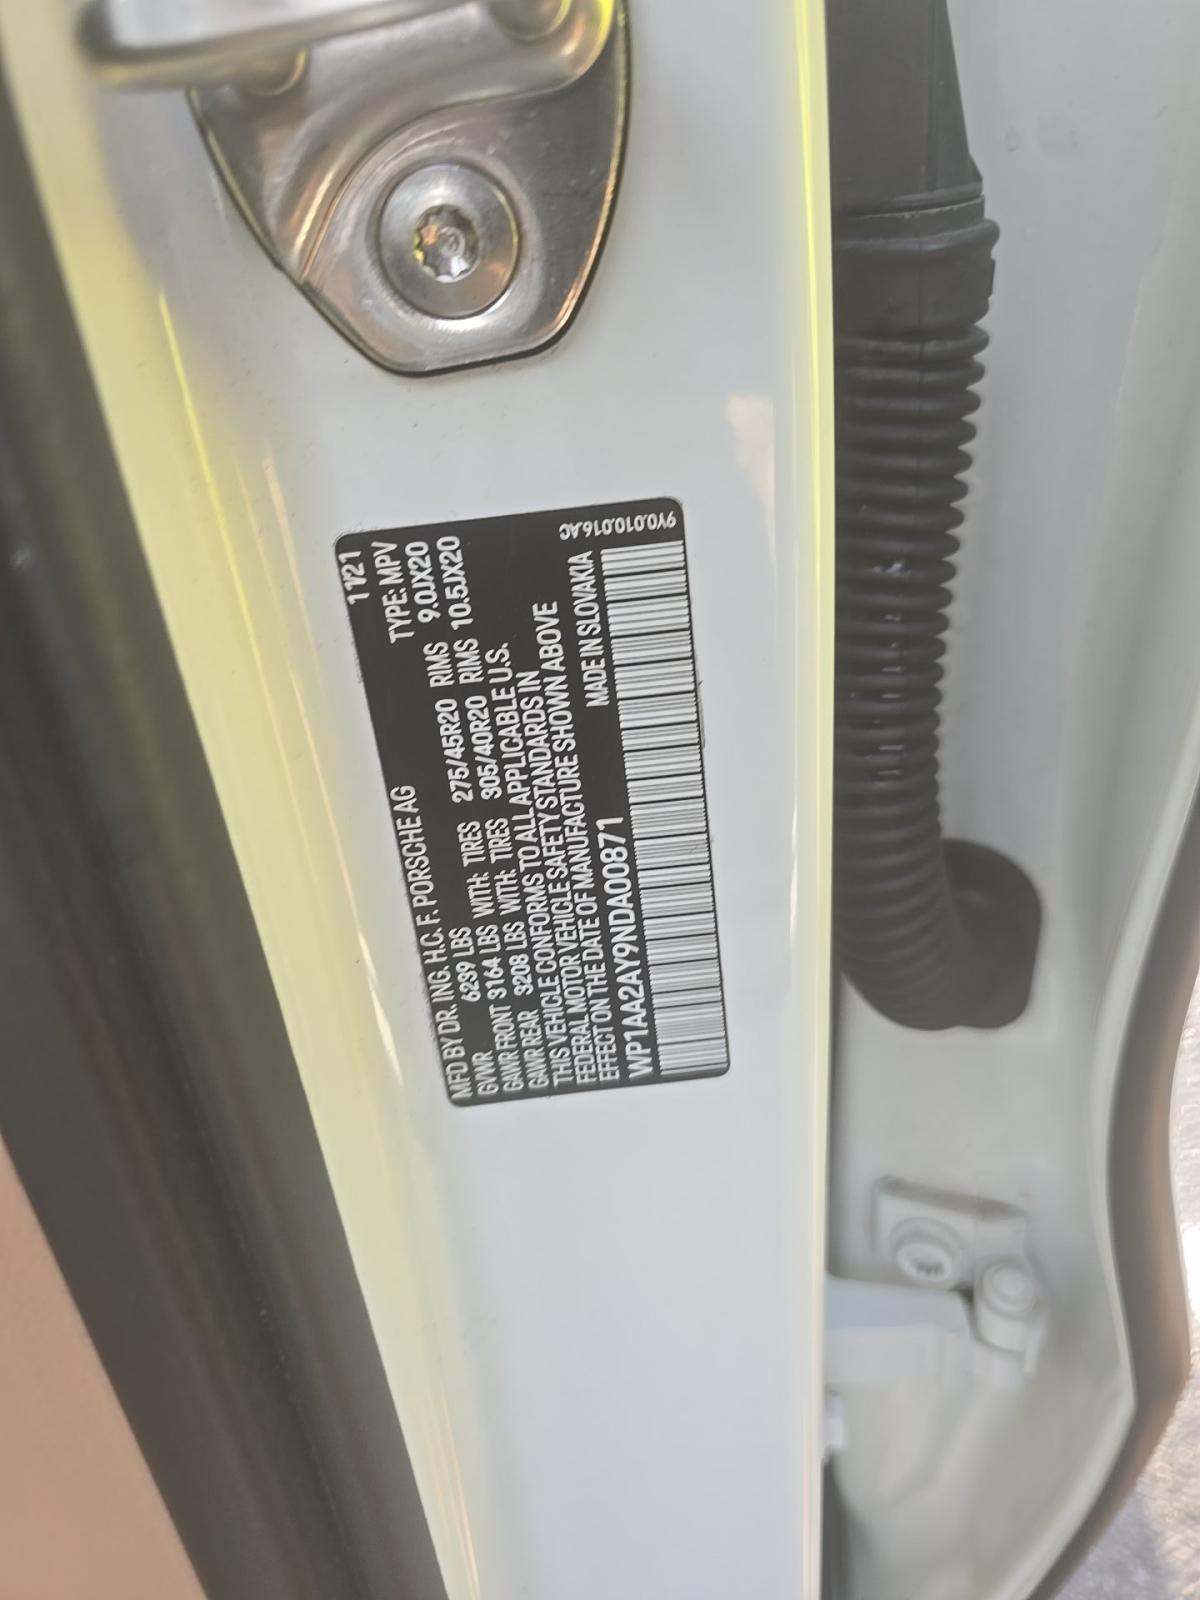 11/21
MFD BY DR. ING. H.C. F. PORSCHE AG TYPE: MPV
GVWR 6239 LBS WITH: TIRES 275/45R20 RIMS 9.0JX20
GAWR FRONT 3164 LBS WITH: TIRES 305/40R20 RIMS 10.5JX20
GAWR REAR 3208 LBS
THIS VEHICLE CONFORMS TO ALL APPLICABLE U.S.
FEDERAL MOTOR VEHICLE SAFETY STANDARDS IN
EFFECT ON THE DATE OF MANUFACTURE SHOWN ABOVE
WP1AA2AY9NDA00871 MADE IN SLOVAKIA
9Y0.010.016.AC